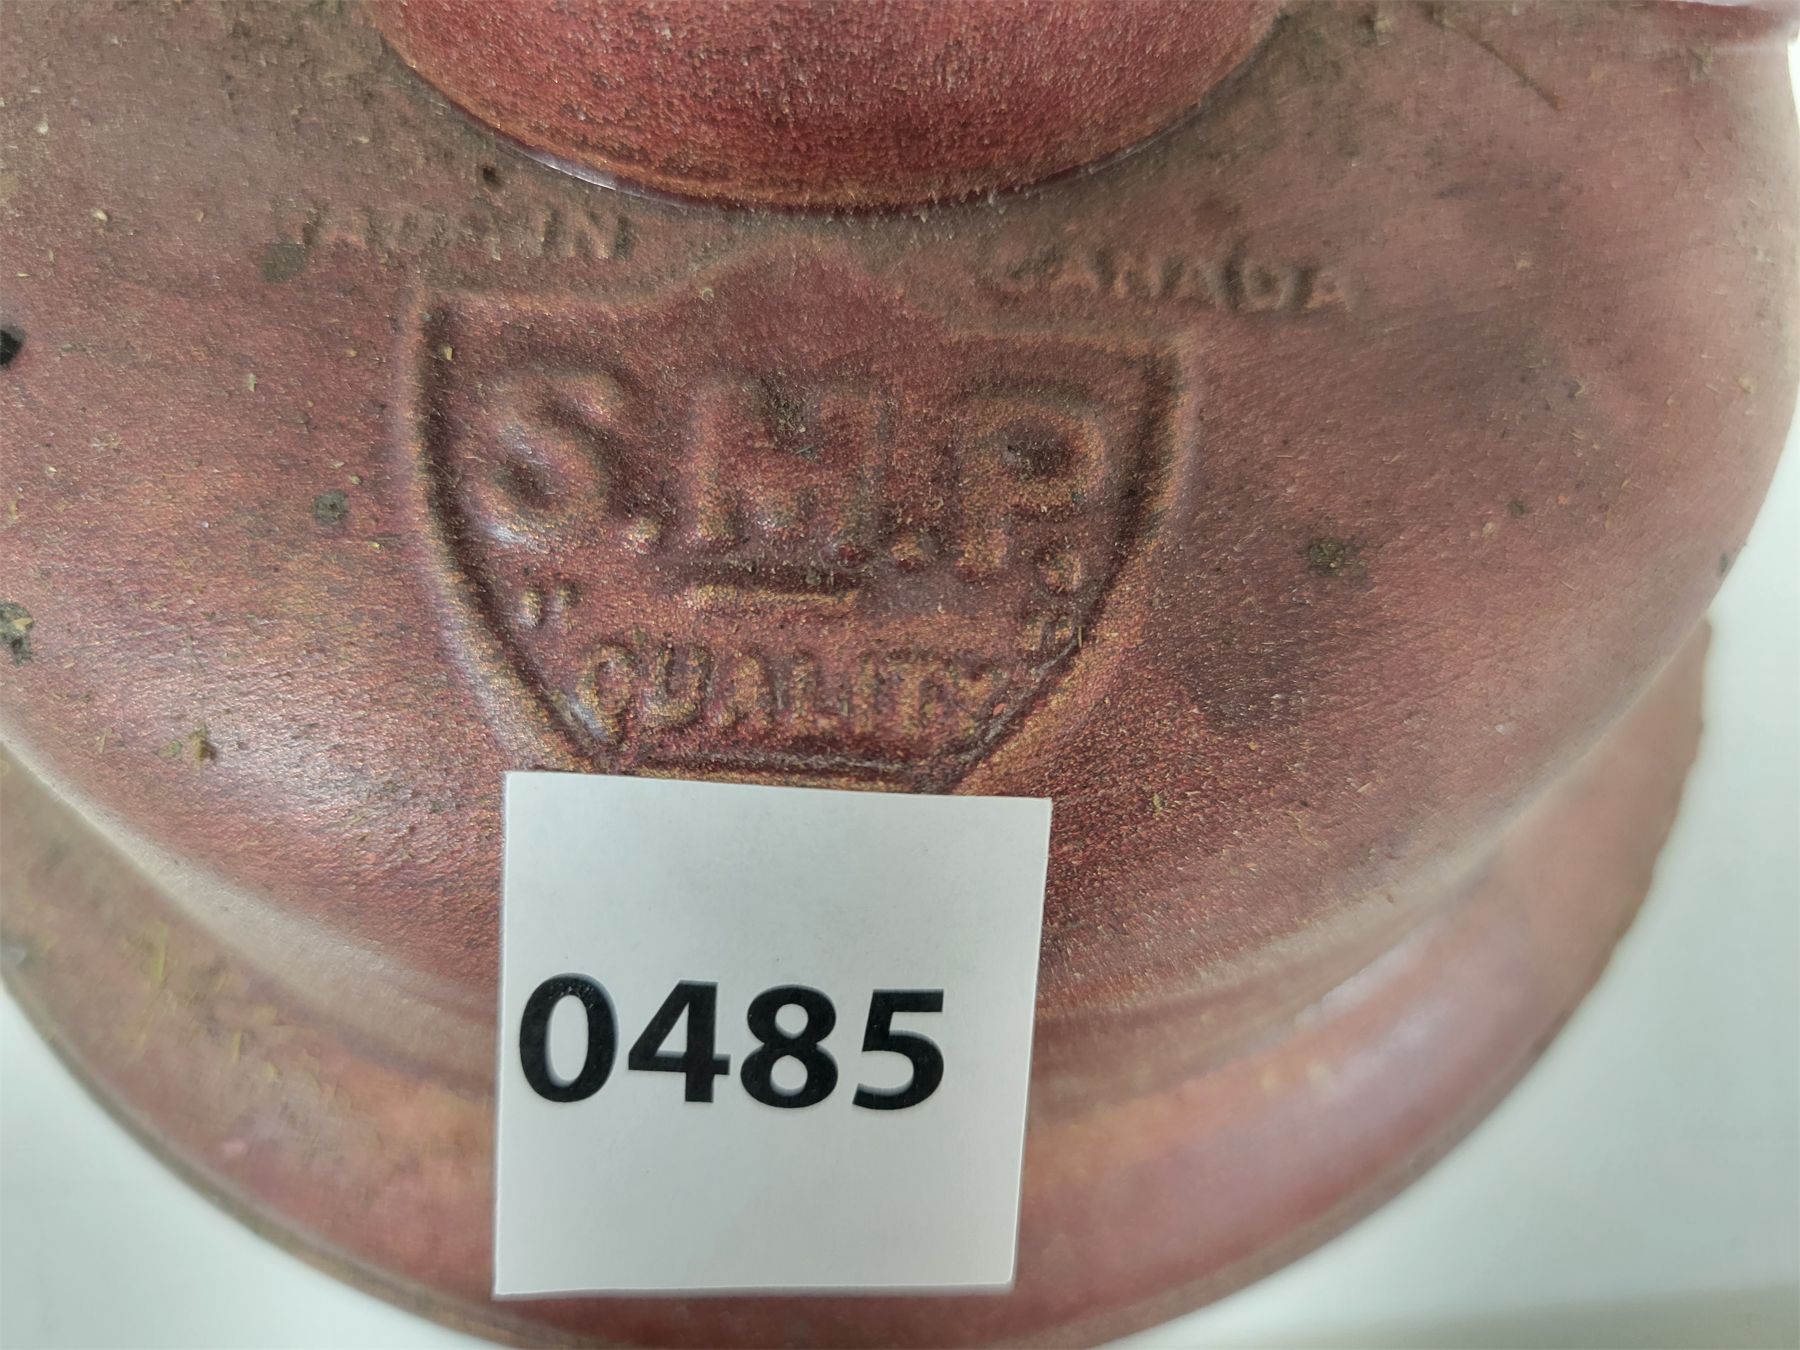 MADE IN CANADA
S.M.P.
"QUALITY"
0485